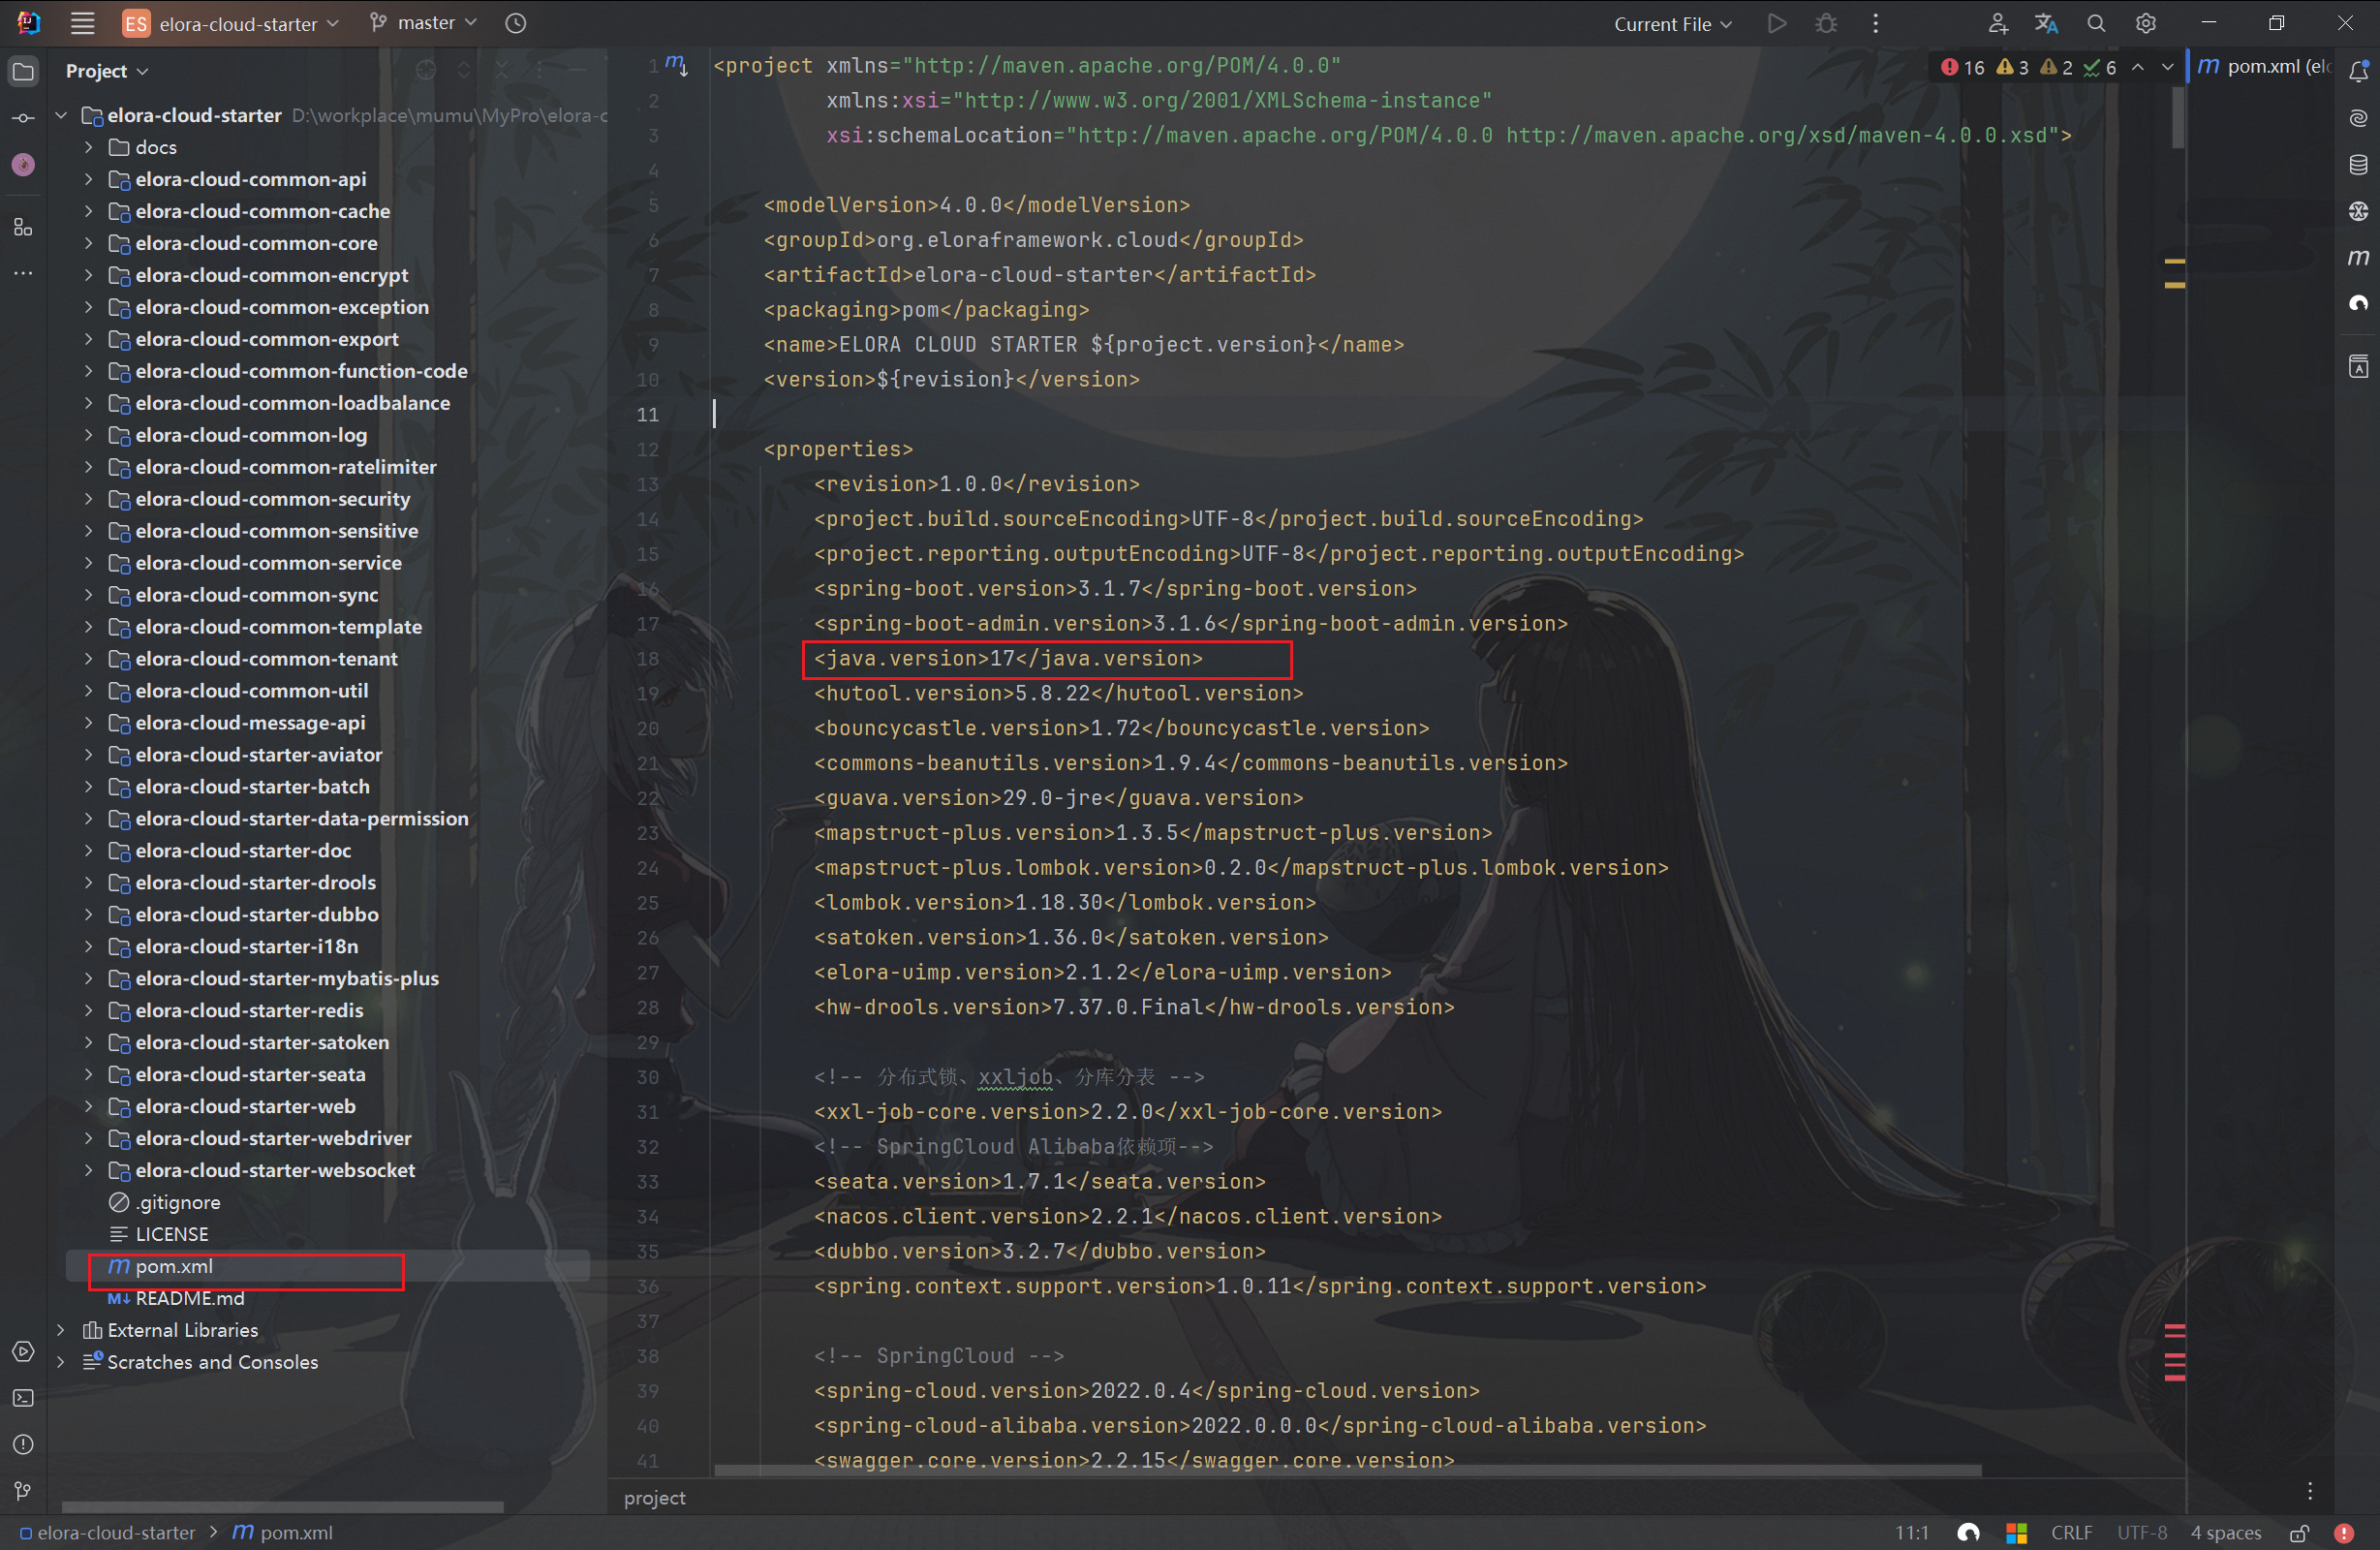 ES elora-cloud-starter master Current File
Project
elora-cloud-starter D:\workplace\mumu\MyPro\elora-c
docs
elora-cloud-common-api
elora-cloud-common-cache
elora-cloud-common-core
elora-cloud-common-encrypt
elora-cloud-common-exception
elora-cloud-common-export
elora-cloud-common-function-code
elora-cloud-common-loadbalance
elora-cloud-common-log
elora-cloud-common-ratelimiter
elora-cloud-common-security
elora-cloud-common-sensitive
elora-cloud-common-service
elora-cloud-common-sync
elora-cloud-common-template
elora-cloud-common-tenant
elora-cloud-common-util
elora-cloud-message-api
elora-cloud-starter-aviator
elora-cloud-starter-batch
elora-cloud-starter-data-permission
elora-cloud-starter-doc
elora-cloud-starter-drools
elora-cloud-starter-dubbo
elora-cloud-starter-i18n
elora-cloud-starter-mybatis-plus
elora-cloud-starter-redis
elora-cloud-starter-satoken
elora-cloud-starter-seata
elora-cloud-starter-web
elora-cloud-starter-webdriver
elora-cloud-starter-websocket
.gitignore
LICENSE
m pom.xml
M↓ README.md
External Libraries
Scratches and Consoles
1 <project xmlns="http://maven.apache.org/POM/4.0.0"
2 xmlns:xsi="http://www.w3.org/2001/XMLSchema-instance"
3 xsi:schemaLocation="http://maven.apache.org/POM/4.0.0 http://maven.apache.org/xsd/maven-4.0.0.xsd">
4
5 <modelVersion>4.0.0</modelVersion>
6 <groupId>org.eloraframework.cloud</groupId>
7 <artifactId>elora-cloud-starter</artifactId>
8 <packaging>pom</packaging>
9 <name>ELORA CLOUD STARTER ${project.version}</name>
10 <version>${revision}</version>
11
12 <properties>
13 <revision>1.0.0</revision>
14 <project.build.sourceEncoding>UTF-8</project.build.sourceEncoding>
15 <project.reporting.outputEncoding>UTF-8</project.reporting.outputEncoding>
16 <spring-boot.version>3.1.7</spring-boot.version>
17 <spring-boot-admin.version>3.1.6</spring-boot-admin.version>
18 <java.version>17</java.version>
19 <hutool.version>5.8.22</hutool.version>
20 <bouncycastle.version>1.72</bouncycastle.version>
21 <commons-beanutils.version>1.9.4</commons-beanutils.version>
22 <guava.version>29.0-jre</guava.version>
23 <mapstruct-plus.version>1.3.5</mapstruct-plus.version>
24 <mapstruct-plus.lombok.version>0.2.0</mapstruct-plus.lombok.version>
25 <lombok.version>1.18.30</lombok.version>
26 <satoken.version>1.36.0</satoken.version>
27 <elora-uimp.version>2.1.2</elora-uimp.version>
28 <hw-drools.version>7.37.0.Final</hw-drools.version>
29
30 <!-- 分布式锁、xxljob、分库分表 -->
31 <xxl-job-core.version>2.2.0</xxl-job-core.version>
32 <!-- SpringCloud Alibaba依赖项-->
33 <seata.version>1.7.1</seata.version>
34 <nacos.client.version>2.2.1</nacos.client.version>
35 <dubbo.version>3.2.7</dubbo.version>
36 <spring.context.support.version>1.0.11</spring.context.support.version>
37
38 <!-- SpringCloud -->
39 <spring-cloud.version>2022.0.4</spring-cloud.version>
40 <spring-cloud-alibaba.version>2022.0.0.0</spring-cloud-alibaba.version>
41 <swagger.core.version>2.2.15</swagger.core.version>
16 3 2 6
m pom.xml (elo
project
elora-cloud-starter > m pom.xml
11:1 CRLF UTF-8 4 spaces